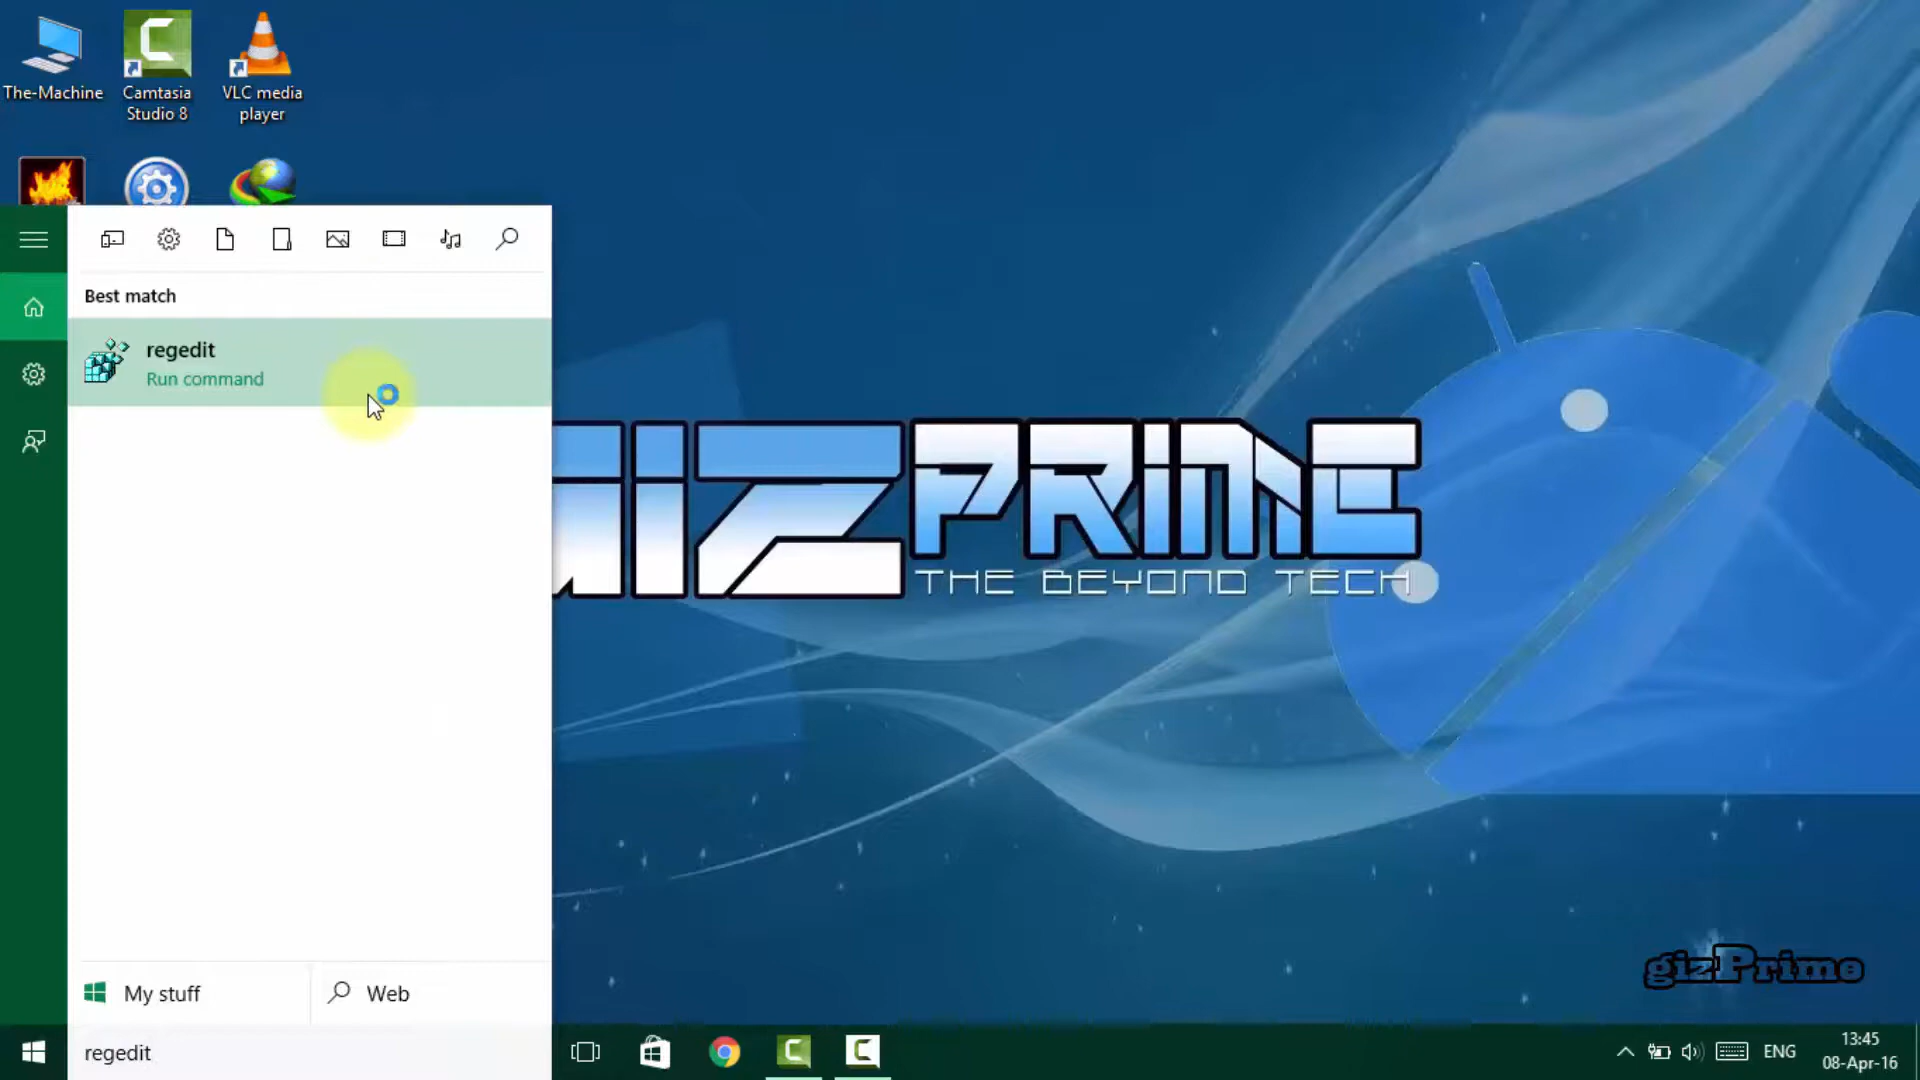 The-Machine
Camtasia
Studio 8
VLC media
player
Best match
regedit
Run command
GIZPRIME
THE BEYOND TECH
gizPrime
My stuff
Web
regedit
ENG
13:45
08-Apr-16